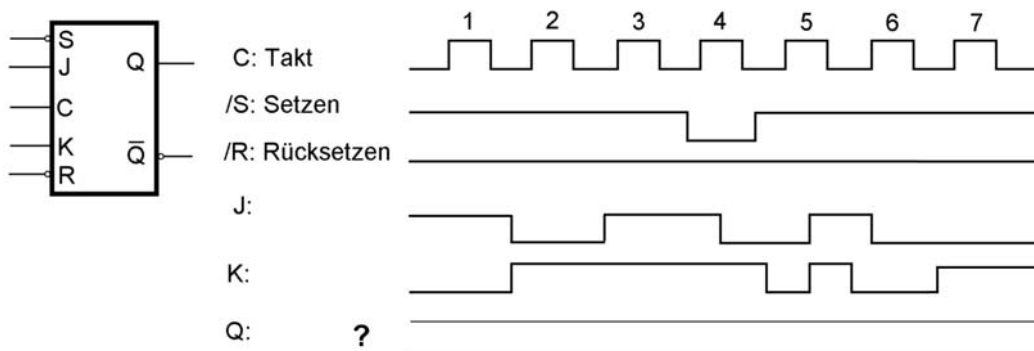 1 2 3 4 5 6 7
S
J Q
C
K Q̅
R
C: Takt
/S: Setzen
/R: Rücksetzen
J:
K:
Q: ?